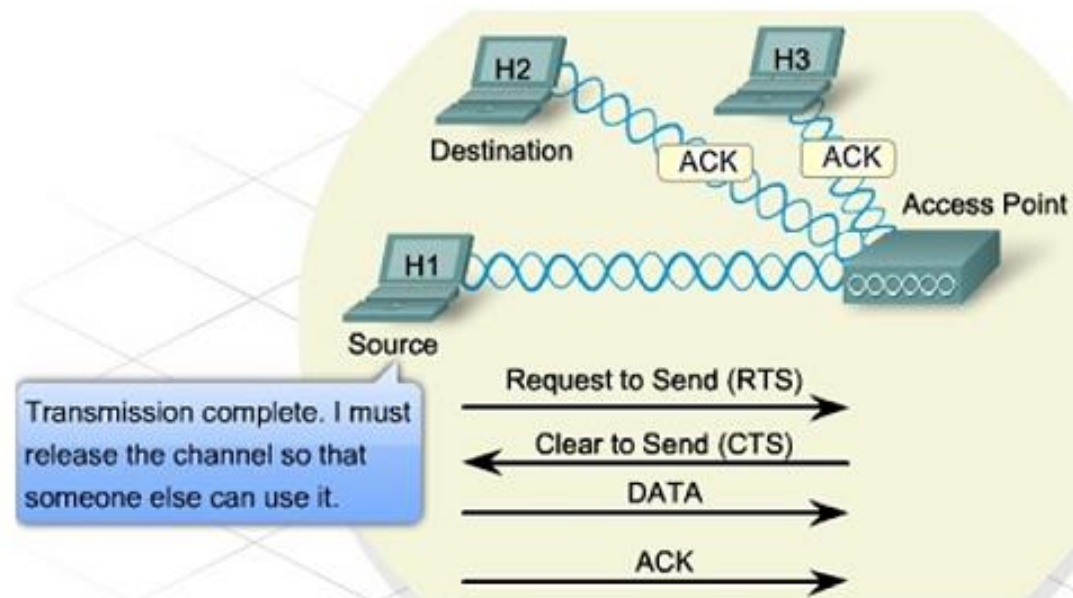 H2
H3
Destination
ACK
ACK
Access Point
H1
Source
Transmission complete. I must
release the channel so that
someone else can use it.
Request to Send (RTS)
Clear to Send (CTS)
DATA
ACK